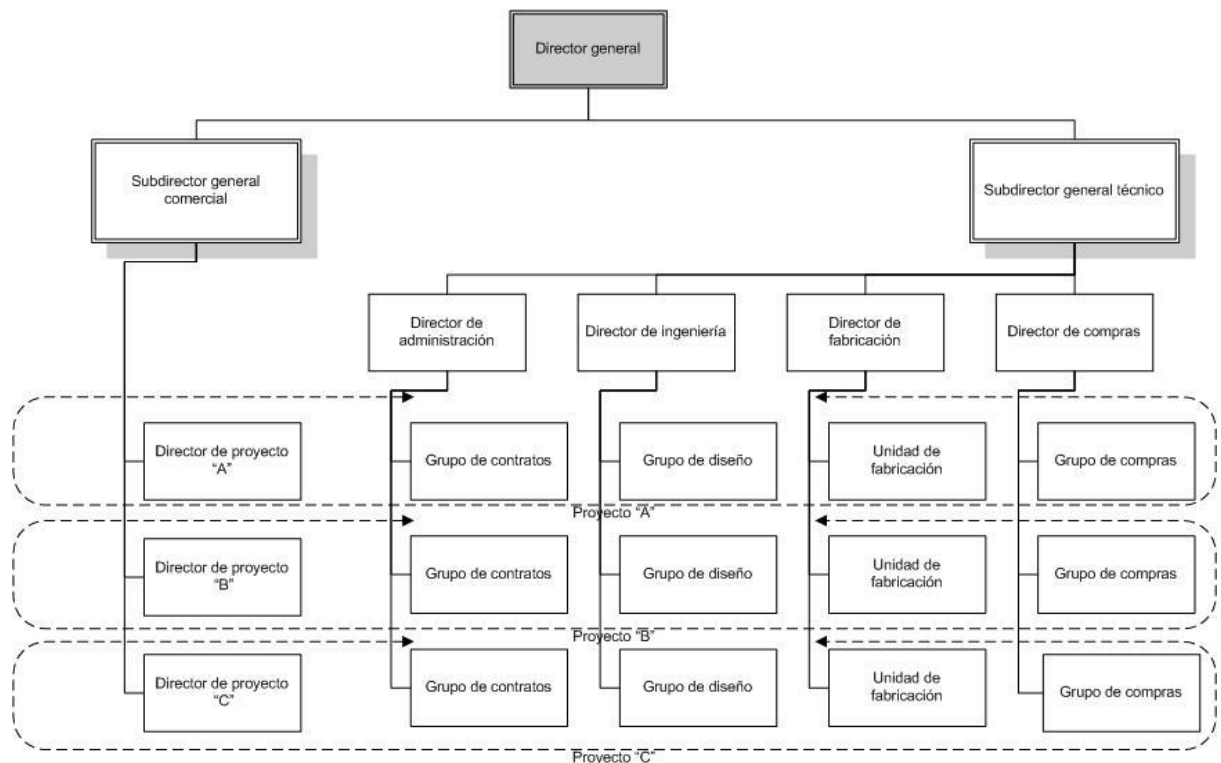 Director general
Subdirector general
comercial
Subdirector general técnico
Director de
administración
Director de ingeniería
Director de
fabricación
Director de compras
Director de proyecto
“A”
Grupo de contratos
Grupo de diseño
Unidad de
fabricación
Grupo de compras
Proyecto “A”
Director de proyecto
“B”
Grupo de contratos
Grupo de diseño
Unidad de
fabricación
Grupo de compras
Proyecto “B”
Director de proyecto
“C”
Grupo de contratos
Grupo de diseño
Unidad de
fabricación
Grupo de compras
Proyecto “C”